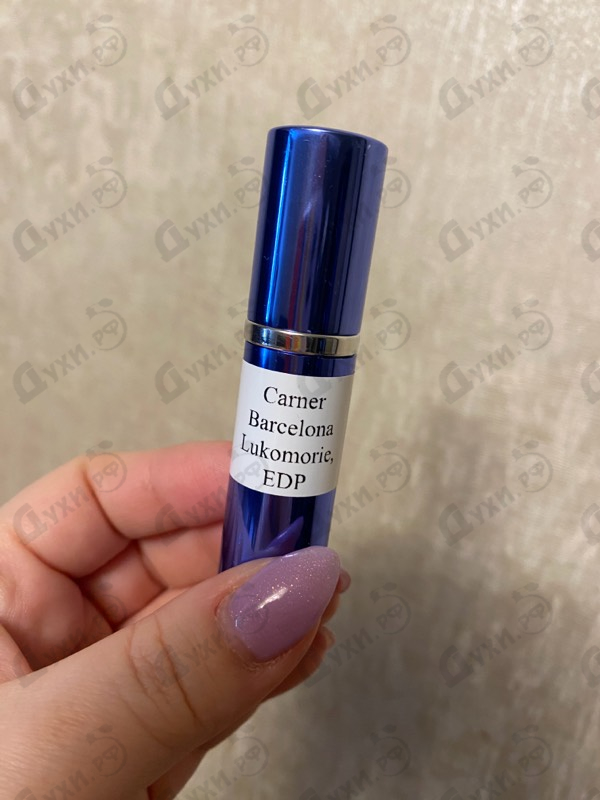 Carner
Barcelona
Lukomorie,
EDP
Духи.РФ